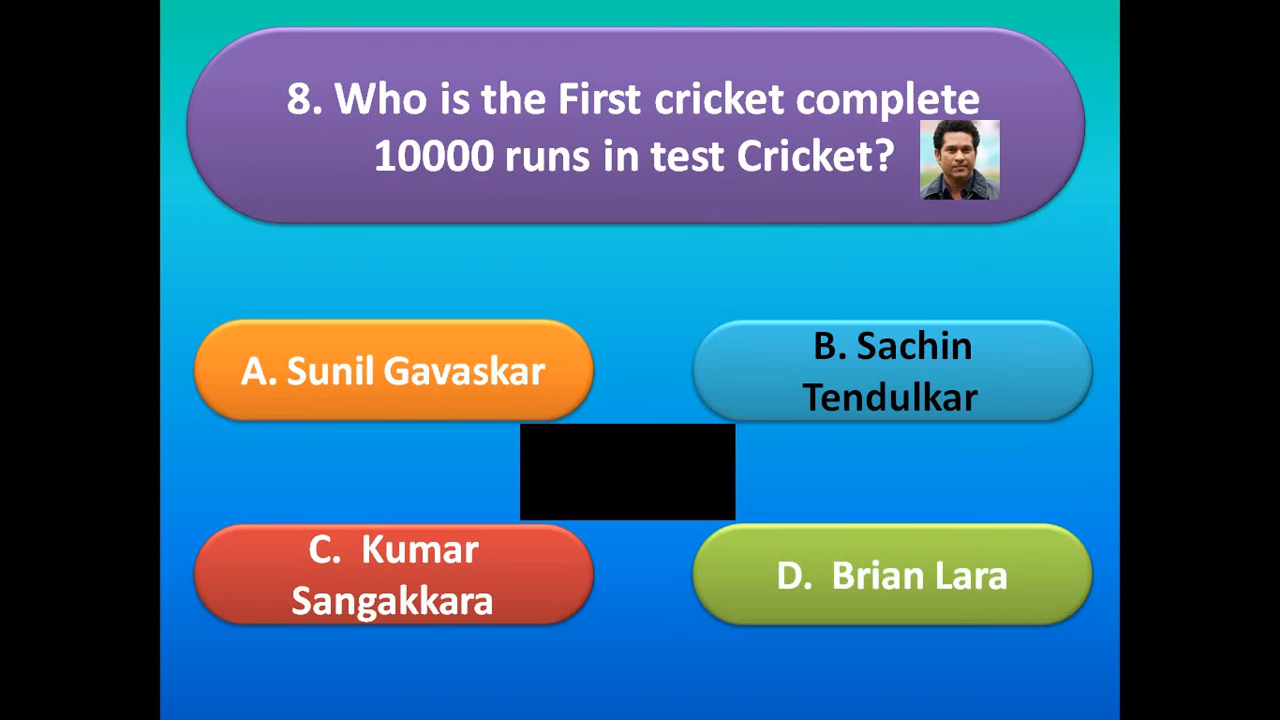 8. Who is the First cricket complete
10000 runs in test Cricket?
A. Sunil Gavaskar
B. Sachin
Tendulkar
C. Kumar
Sangakkara
D. Brian Lara